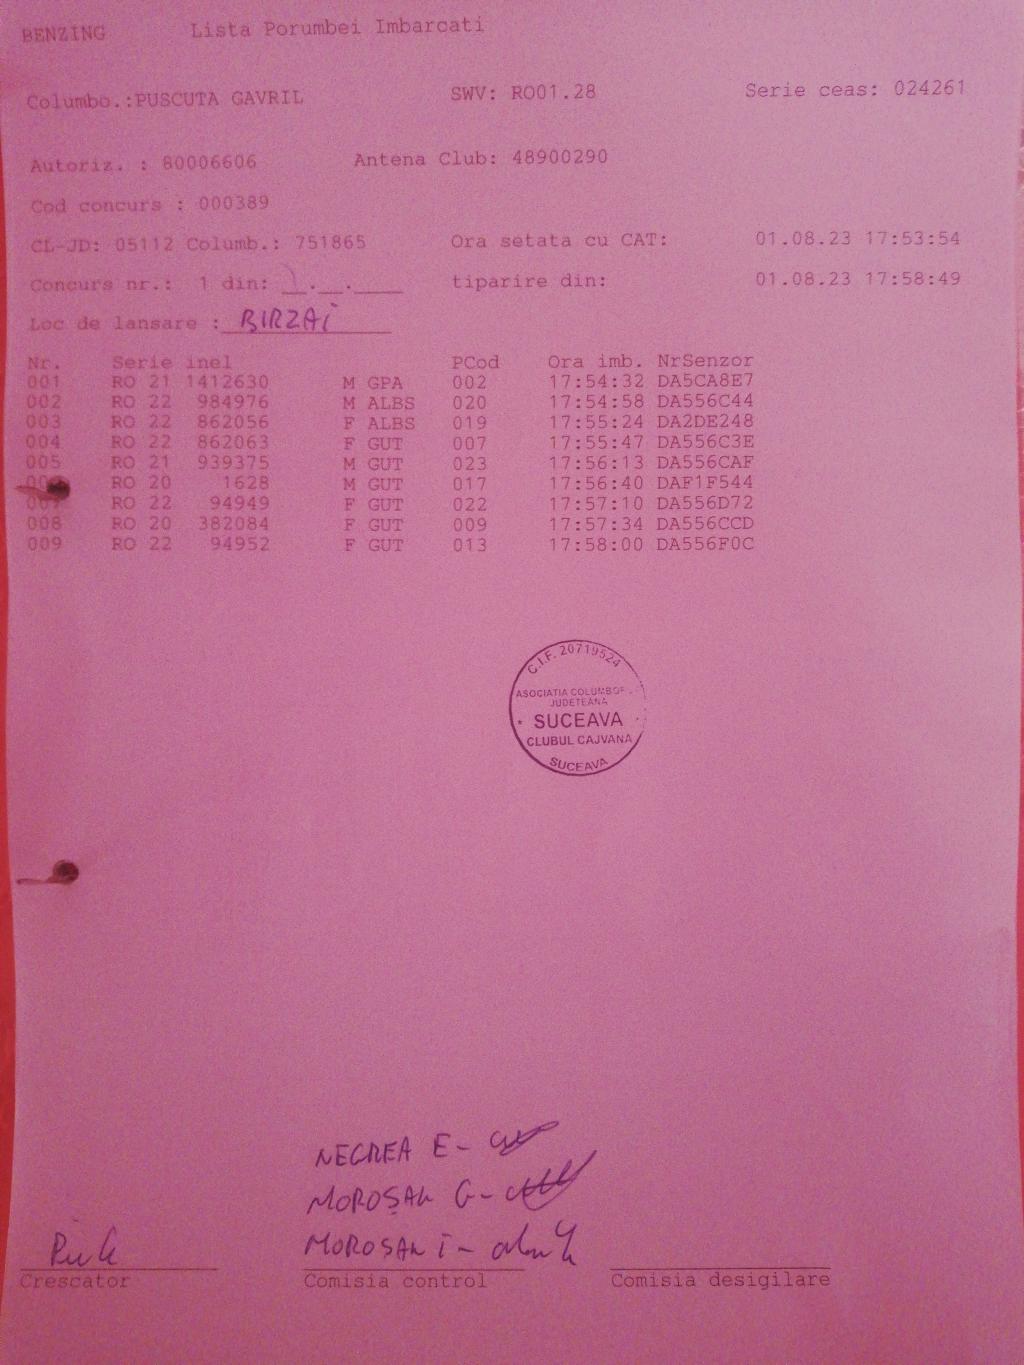 BENZING Lista Porumbei Imbarcati
Columbo.:PUSCUTA GAVRIL SWV: RO01.28 Serie ceas: 024261
Autoriz. : 80006606 Antena Club: 48900290
Cod concurs : 000389
CL-JD: 05112 Columb.: 751865 Ora setata cu CAT: 01.08.23 17:53:54
Concurs nr.: 1 din: __.__.____ tiparire din: 01.08.23 17:58:49
Loc de lansare : BIRZAI
Nr. Serie inel PCod Ora imb. NrSenzor
001 RO 21 1412630 M GPA 002 17:54:32 DA5CA8E7
002 RO 22 984976 M ALBS 020 17:54:58 DA556C44
003 RO 22 862056 F ALBS 019 17:55:24 DA2DE248
004 RO 22 862063 F GUT 007 17:55:47 DA556C3E
005 RO 21 939375 M GUT 023 17:56:13 DA556CAF
006 RO 20 1628 M GUT 017 17:56:40 DAF1F544
007 RO 22 94949 F GUT 022 17:57:10 DA556D72
008 RO 20 382084 F GUT 009 17:57:34 DA556CCD
009 RO 22 94952 F GUT 013 17:58:00 DA556F0C
C.I.F. 20719524
ASOCIATIA COLUMBOF
JUDETEANA
* SUCEAVA
CLUBUL CAJVANA
SUCEAVA
NEGREA E-
MOROȘAN G-
MOROȘAN I-
Crescator Comisia control Comisia desigilare